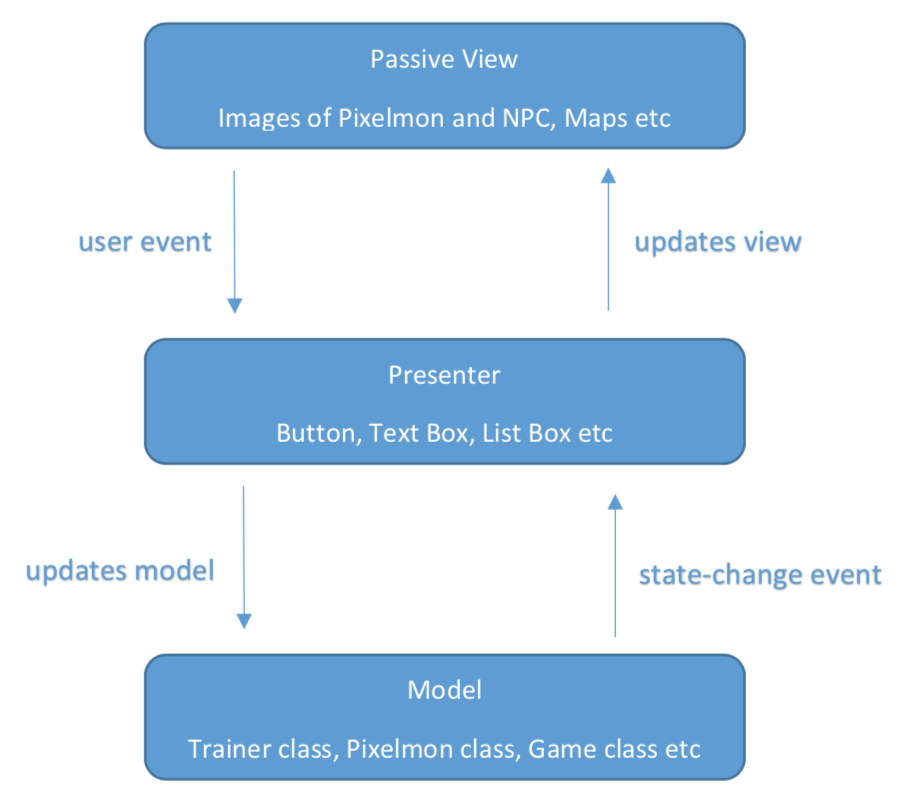 Passive View
Images of Pixelmon and NPC, Maps etc
user event
updates view
Presenter
Button, Text Box, List Box etc
updates model
state-change event
Model
Trainer class, Pixelmon class, Game class etc